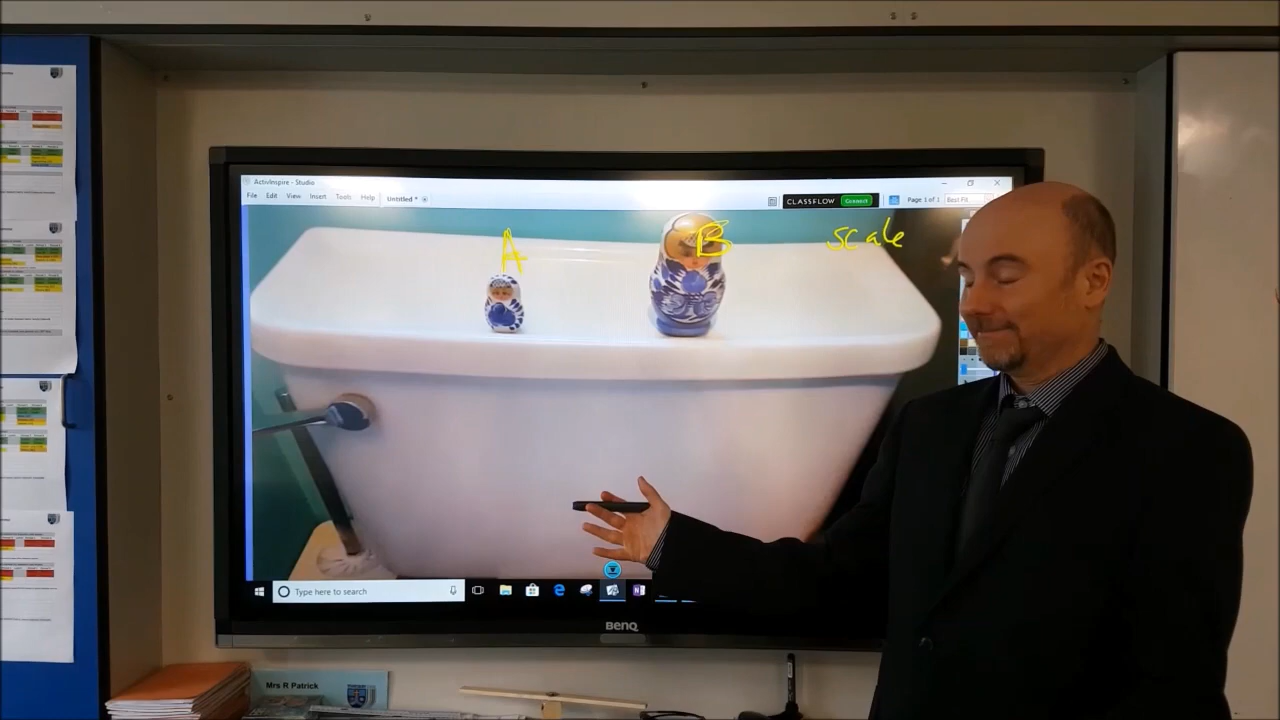 ActivInspire - Studio
File Edit View Insert Tools Help Untitled *
CLASSFLOW Connect Page 1 of 1 Best Fit
A B scale
Type here to search
BenQ
Mrs R Patrick